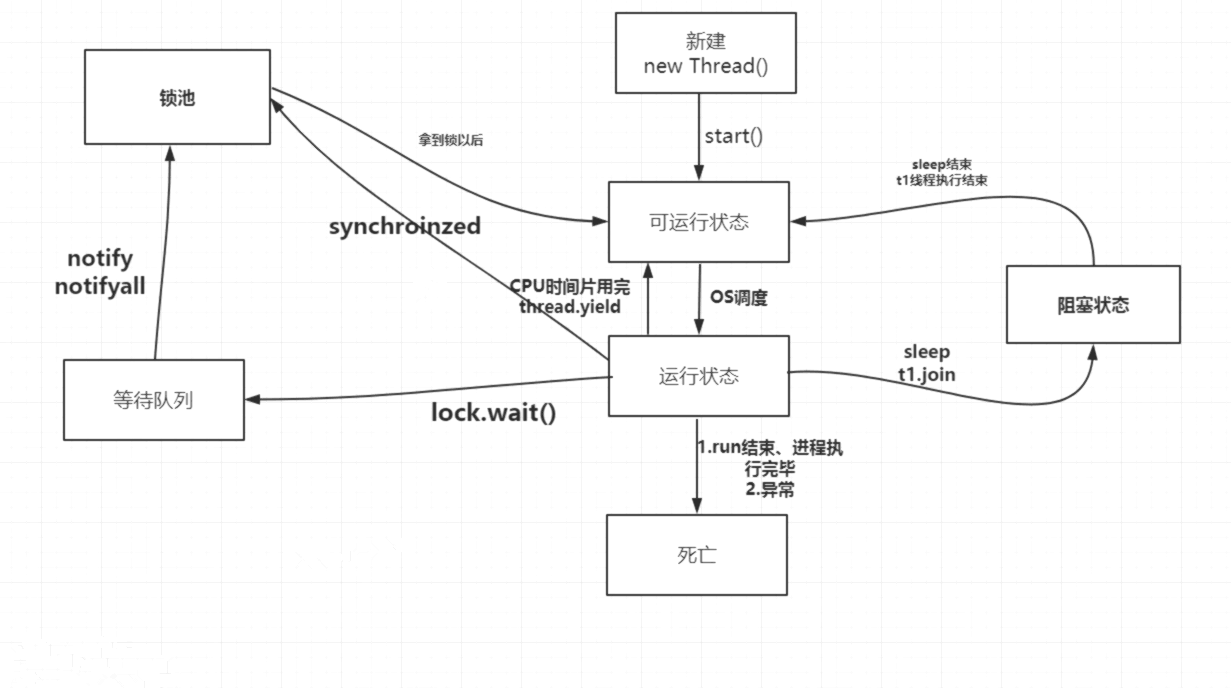 新建
new Thread()
锁池
start()
拿到锁以后
sleep结束
t1线程执行结束
synchroinzed
可运行状态
notify
notifyall
CPU时间片用完
thread.yield
OS调度
阻塞状态
sleep
t1.join
运行状态
等待队列
lock.wait()
1.run结束、进程执
行完毕
2.异常
死亡